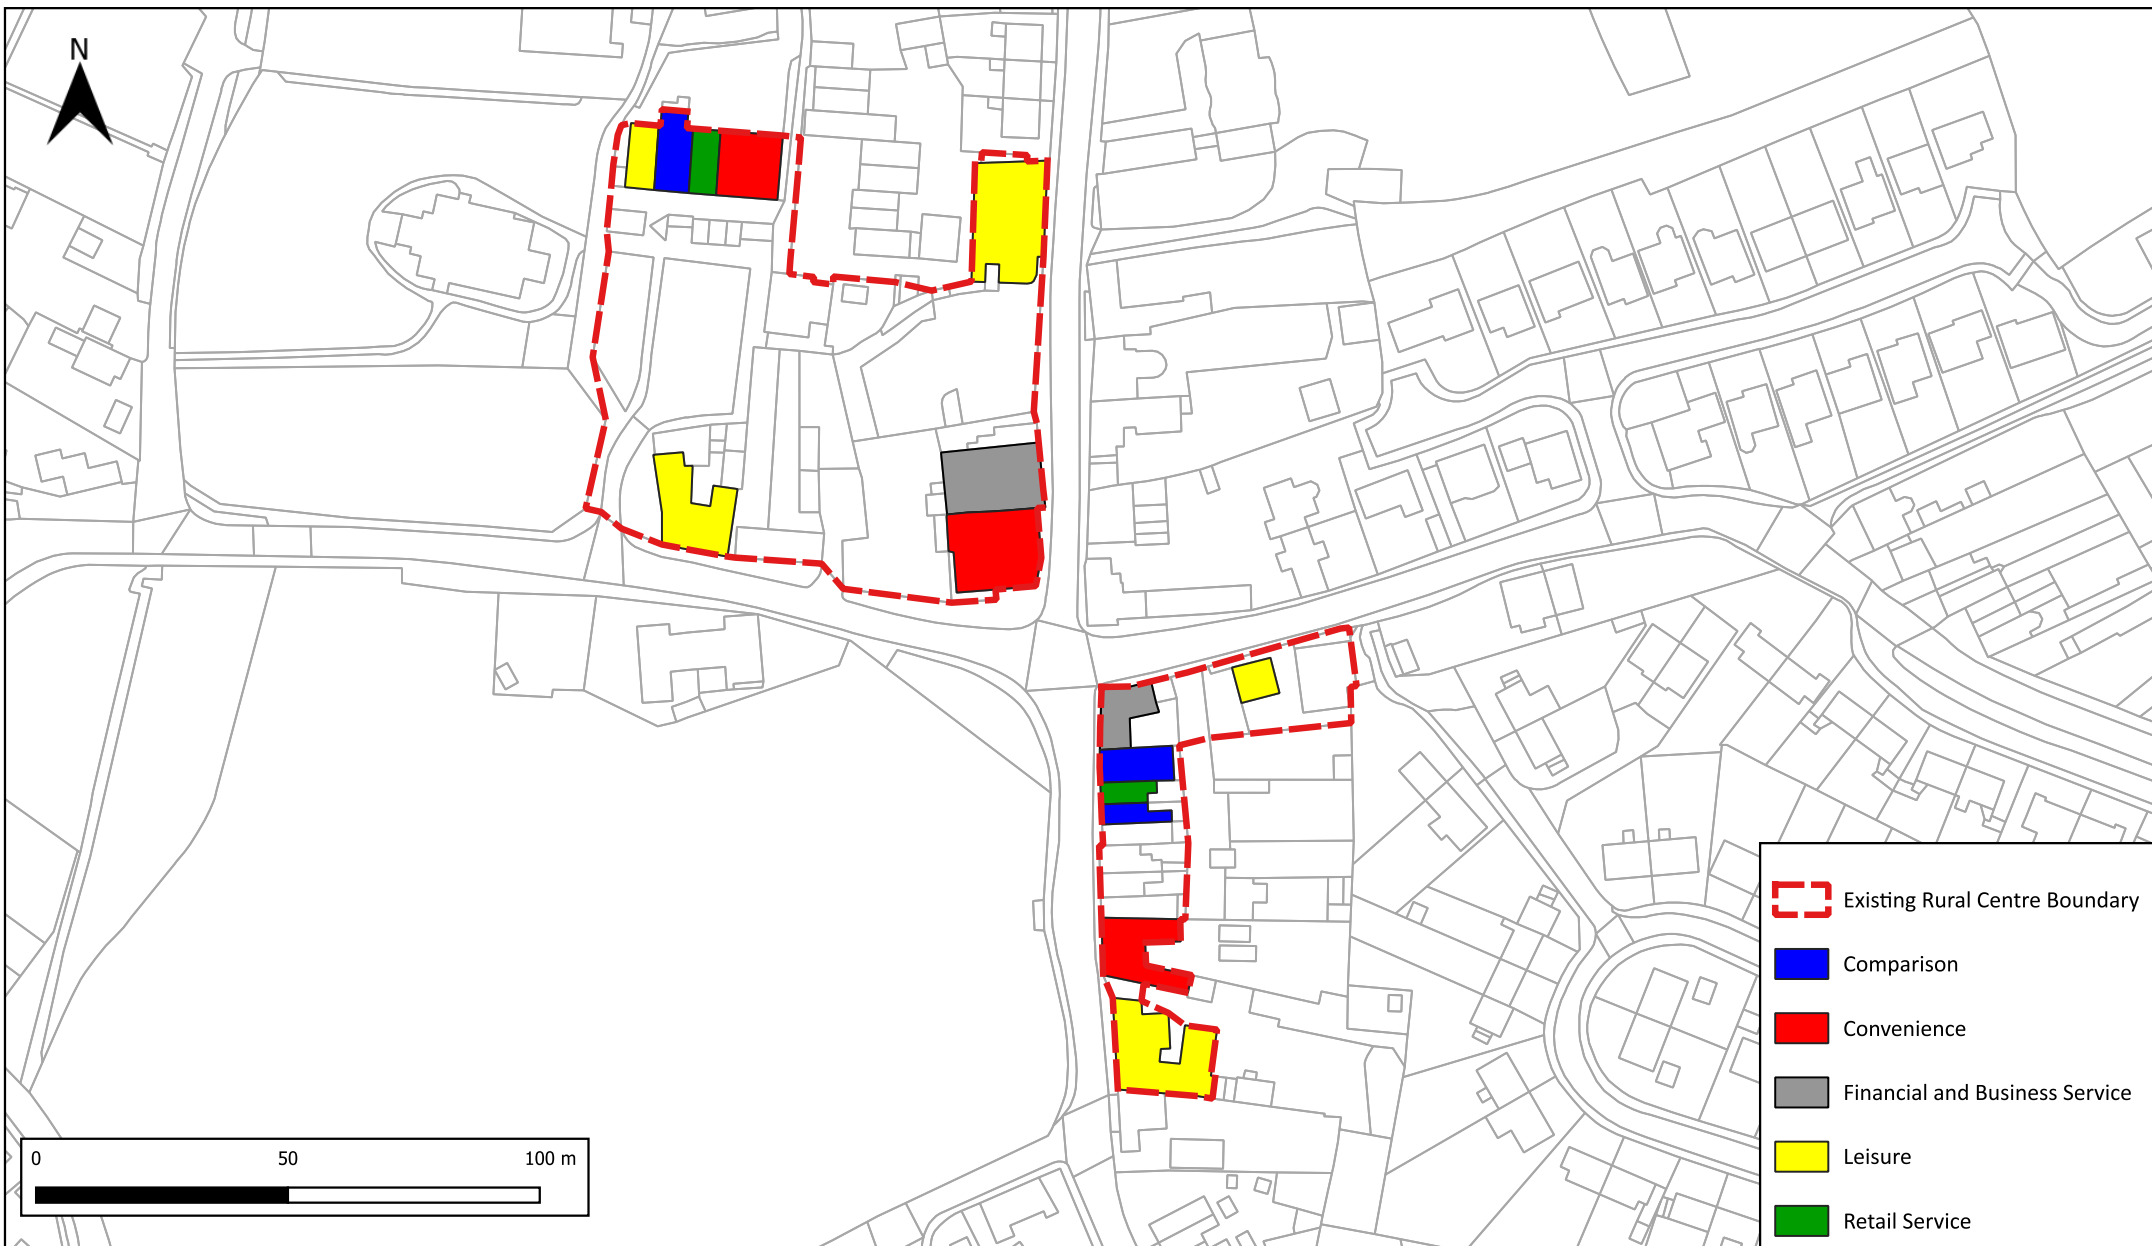 N
Existing Rural Centre Boundary
Comparison
Convenience
Financial and Business Service
Leisure
Retail Service
0 50 100 m